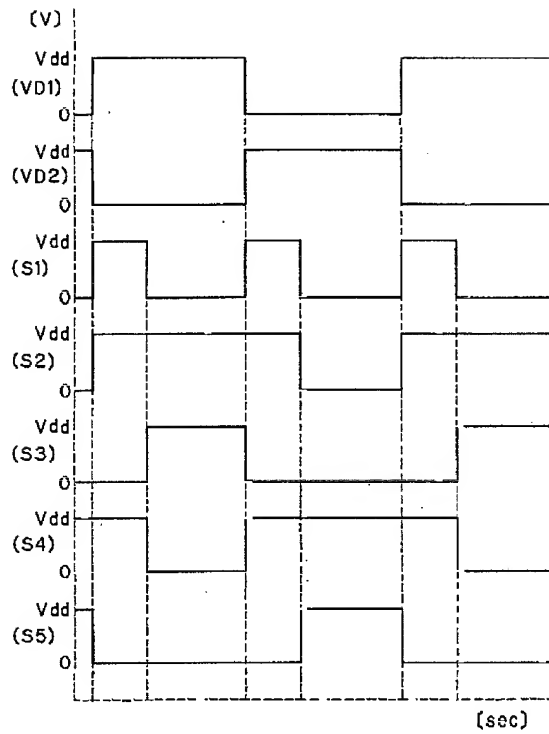 (V)
Vdd
(VD1)
0
Vdd
(VD2)
0
Vdd
(S1)
0
Vdd
(S2)
0
Vdd
(S3)
0
Vdd
(S4)
0
Vdd
(S5)
0
(sec)